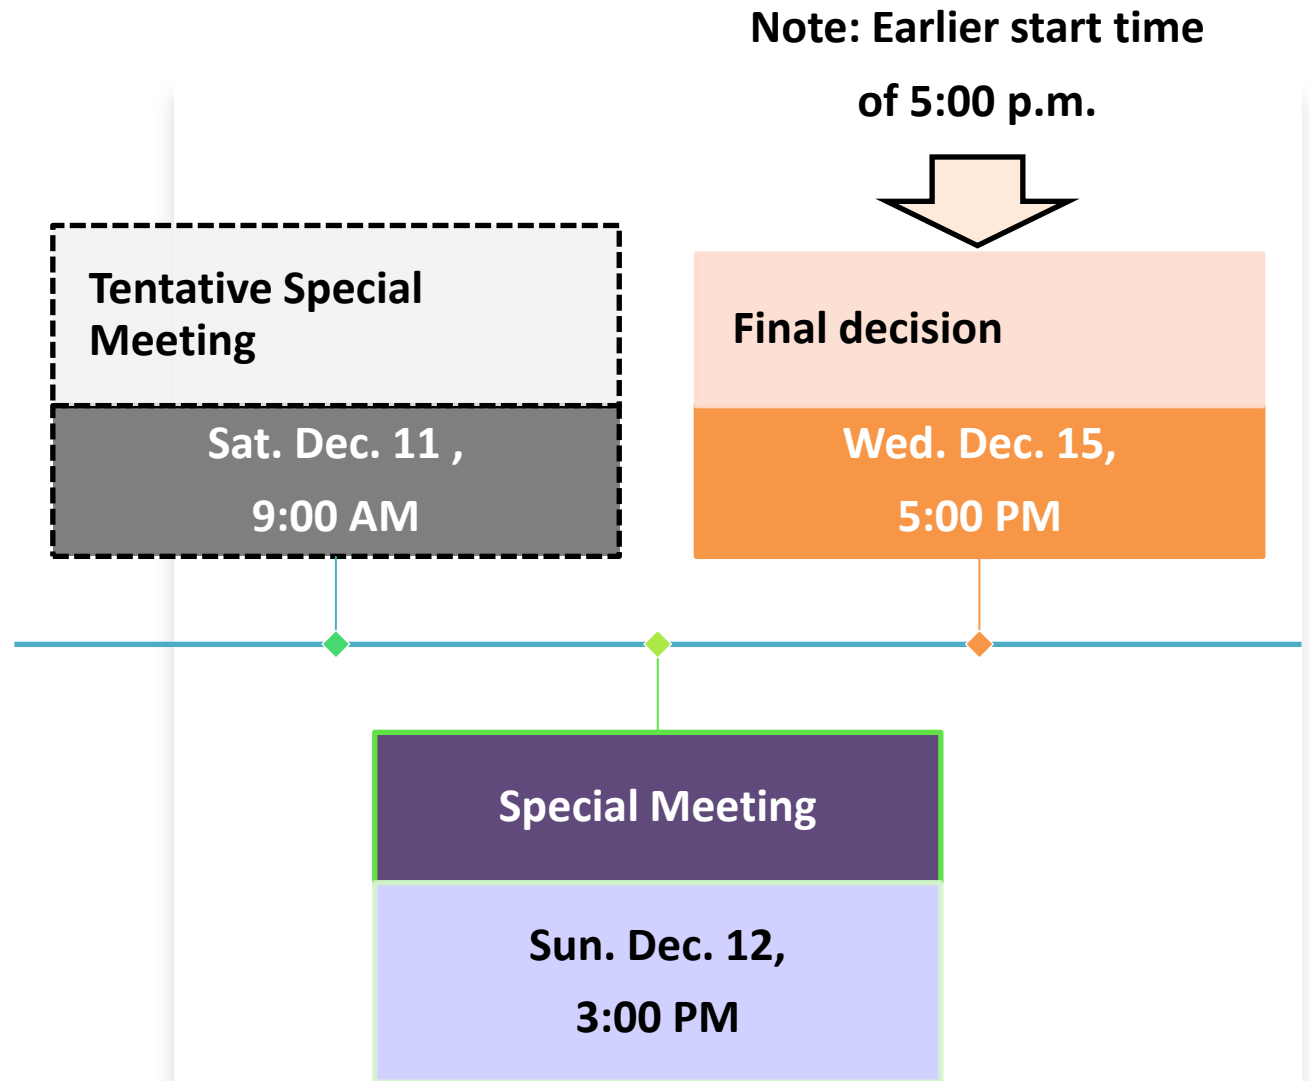 Note: Earlier start time
of 5:00 p.m.
Tentative Special
Meeting
Sat. Dec. 11 ,
9:00 AM
Final decision
Wed. Dec. 15,
5:00 PM
Special Meeting
Sun. Dec. 12,
3:00 PM